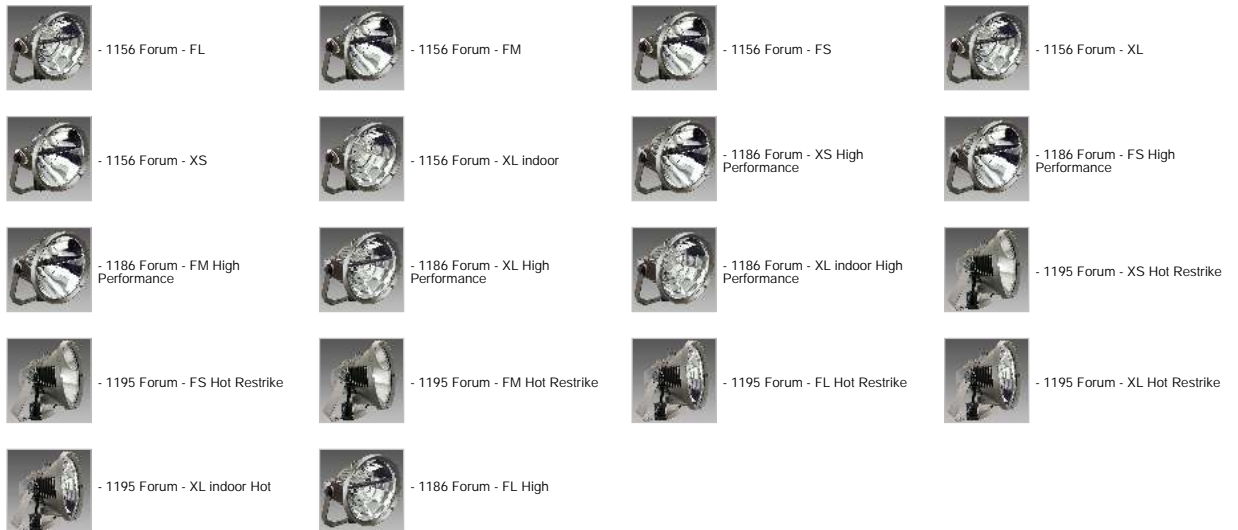 - 1156 Forum - FL
- 1156 Forum - FM
- 1156 Forum - FS
- 1156 Forum - XL
- 1156 Forum - XS
- 1156 Forum - XL indoor
- 1186 Forum - XS High
Performance
- 1186 Forum - FS High
Performance
- 1186 Forum - FM High
Performance
- 1186 Forum - XL High
Performance
- 1186 Forum - XL indoor High
Performance
- 1195 Forum - XS Hot Restrike
- 1195 Forum - FS Hot Restrike
- 1195 Forum - FM Hot Restrike
- 1195 Forum - FL Hot Restrike
- 1195 Forum - XL Hot Restrike
- 1195 Forum - XL indoor Hot
- 1186 Forum - FL High